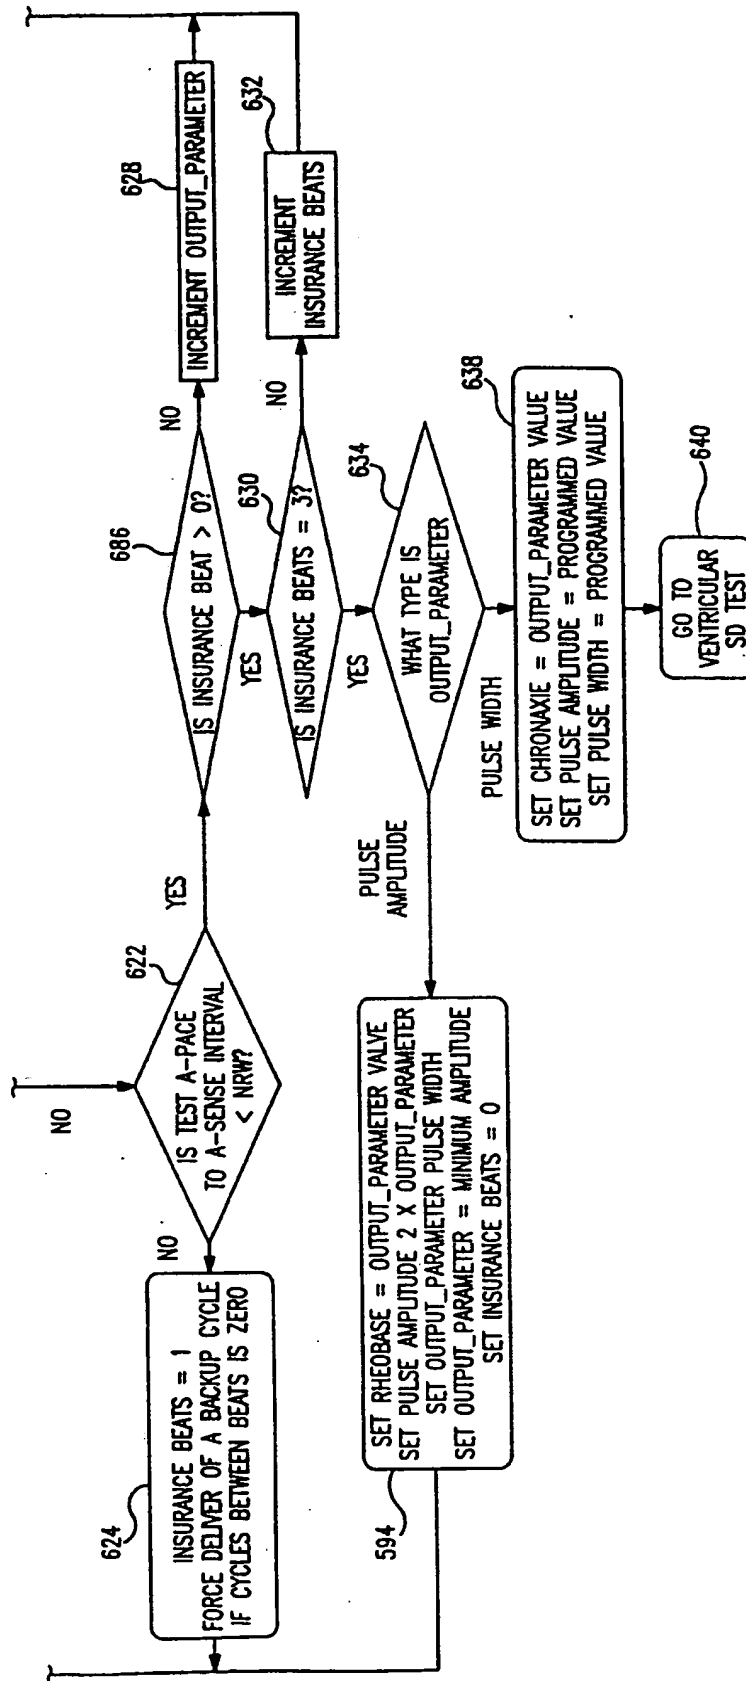 NO
622
IS TEST A-PACE
TO A-SENSE INTERVAL
< NRW?
NO
YES
624
INSURANCE BEATS = 1
FORCE DELIVER OF A BACKUP CYCLE
IF CYCLES BETWEEN BEATS IS ZERO
686
IS INSURANCE BEAT > 0?
NO
YES
628
INCREMENT OUTPUT_PARAMETER
630
IS INSURANCE BEATS = 3?
NO
YES
632
INCREMENT
INSURANCE BEATS
634
WHAT TYPE IS
OUTPUT_PARAMETER
PULSE
AMPLITUDE
PULSE WIDTH
594
SET RHEOBASE = OUTPUT_PARAMETER VALVE
SET PULSE AMPLITUDE 2 X OUTPUT_PARAMETER
SET OUTPUT_PARAMETER PULSE WIDTH
SET OUTPUT_PARAMETER = MINIMUM AMPLITUDE
SET INSURANCE BEATS = 0
638
SET CHRONAXIE = OUTPUT_PARAMETER VALUE
SET PULSE AMPLITUDE = PROGRAMMED VALUE
SET PULSE WIDTH = PROGRAMMED VALUE
640
GO TO
VENTRICULAR
SD TEST